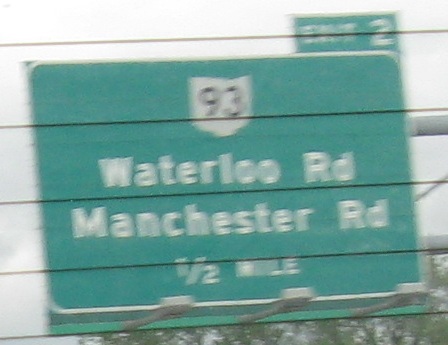 EXIT 2
93
Waterloo Rd
Manchester Rd
1/2 MILE